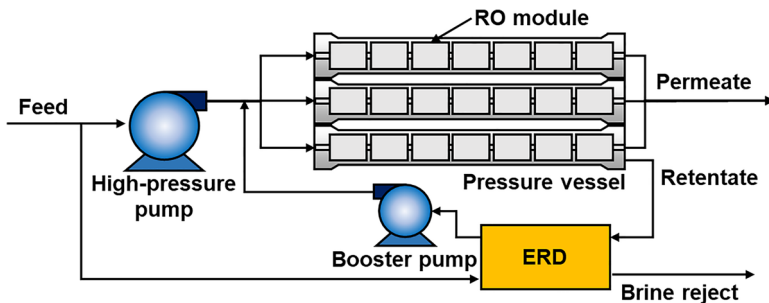 RO module
Permeate
Feed
High-pressure
pump
Pressure vessel
Retentate
Booster pump
ERD
Brine reject